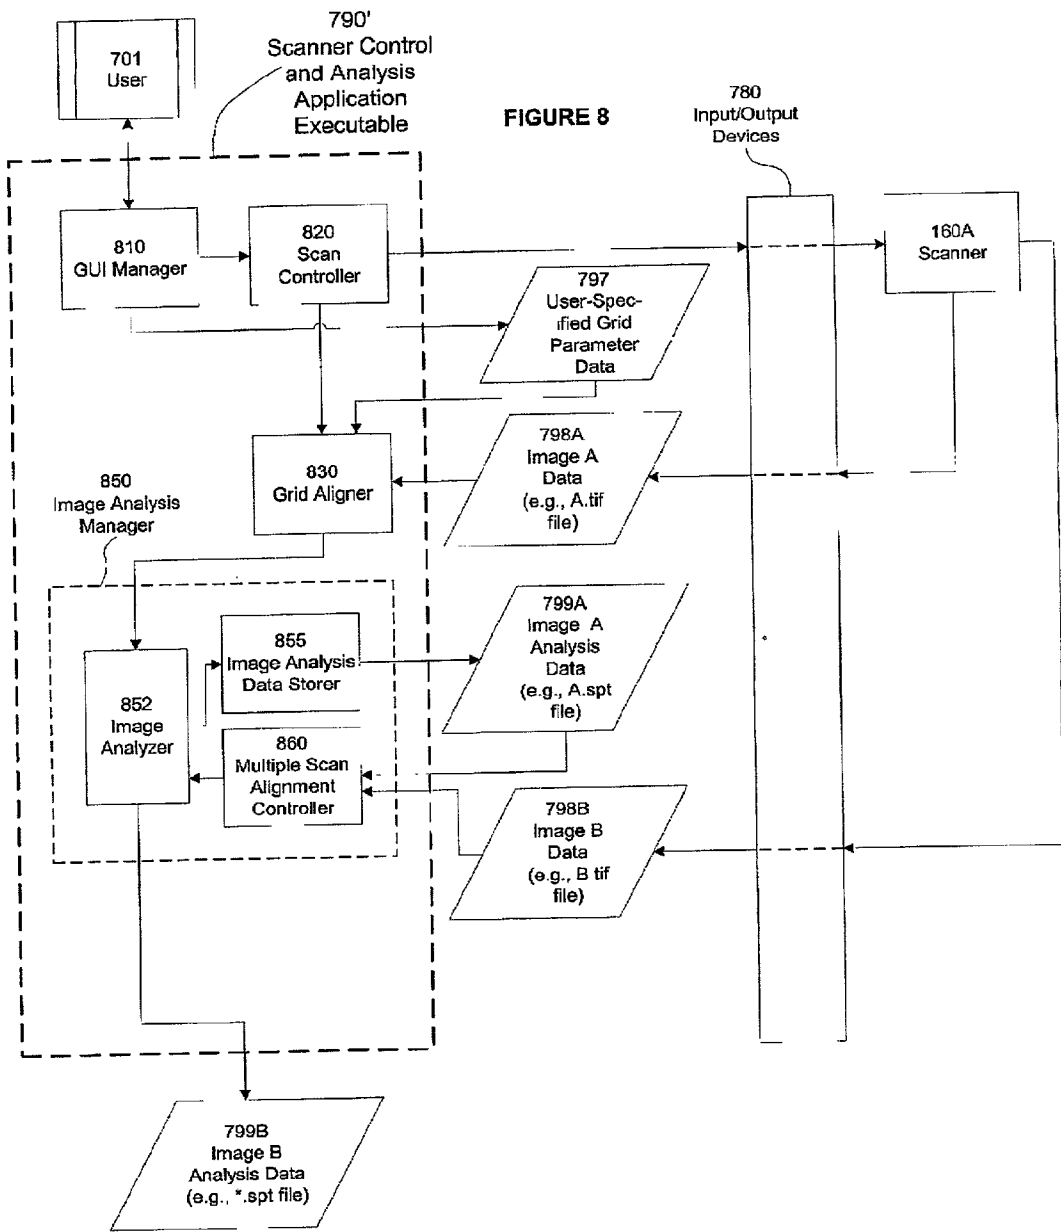 790'
Scanner Control
and Analysis
Application
Executable
701
User
FIGURE 8
780
Input/Output
Devices
810
GUI Manager
820
Scan
Controller
160A
Scanner
797
User-Spec-
ified Grid
Parameter
Data
830
Grid Aligner
798A
Image A
Data
(e.g., A.tif
file)
850
Image Analysis
Manager
855
Image Analysis
Data Storer
799A
Image A
Analysis
Data
(e.g., A.spt
file)
852
Image
Analyzer
860
Multiple Scan
Alignment
Controller
798B
Image B
Data
(e.g., B tif
file)
799B
Image B
Analysis Data
(e.g., *.spt file)